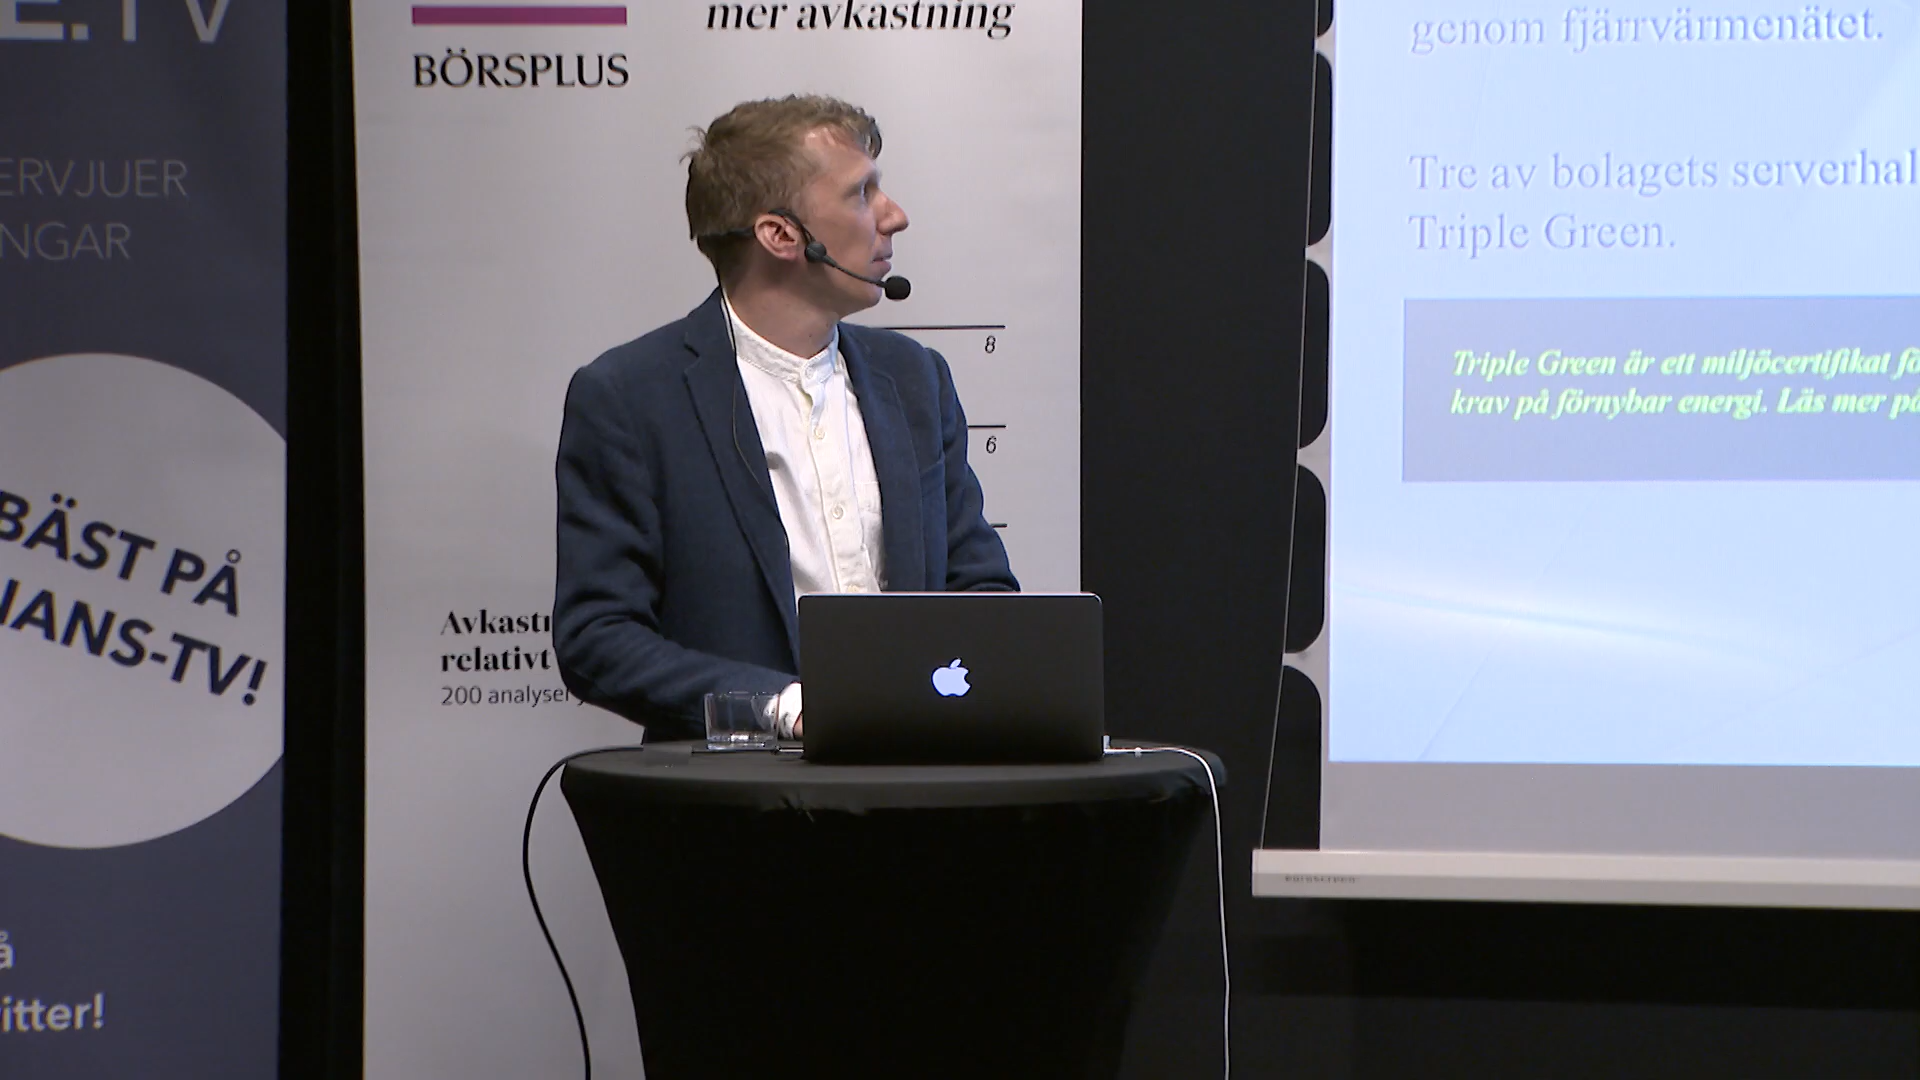 E.TV
ERVJUER
NGAR
BÄST PÅ
NANS-TV!
å
itter!
mer avkastning
BÖRSPLUS
8
6
Avkastn
relativt
200 analyser
genom fjärrvärmenätet.
Tre av bolagets serverhal
Triple Green.
Triple Green är ett miljöcertifikat fö
krav på förnybar energi. Läs mer på